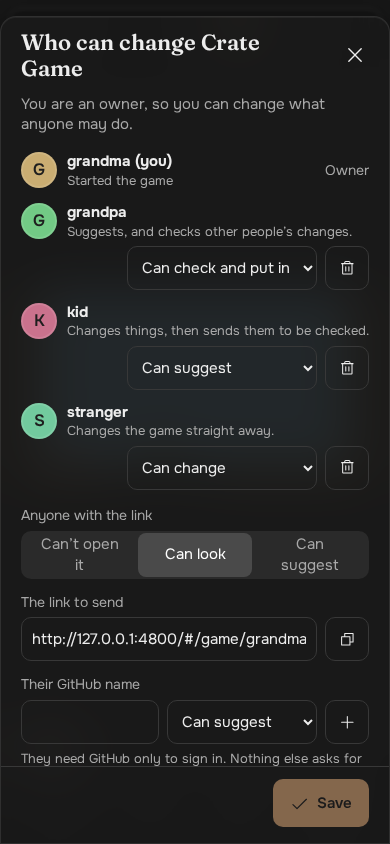 Who can change Crate
Game
You are an owner, so you can change what
anyone may do.
G
grandma (you)
Started the game
Owner
G
grandpa
Suggests, and checks other people's changes.
Can check and put in
K
kid
Changes things, then sends them to be checked.
Can suggest
S
stranger
Changes the game straight away.
Can change
Anyone with the link
Can't open
it
Can look
Can
suggest
The link to send
http://127.0.0.1:4800/#/game/grandma
Their GitHub name
Can suggest
They need GitHub only to sign in. Nothing else asks for
Save